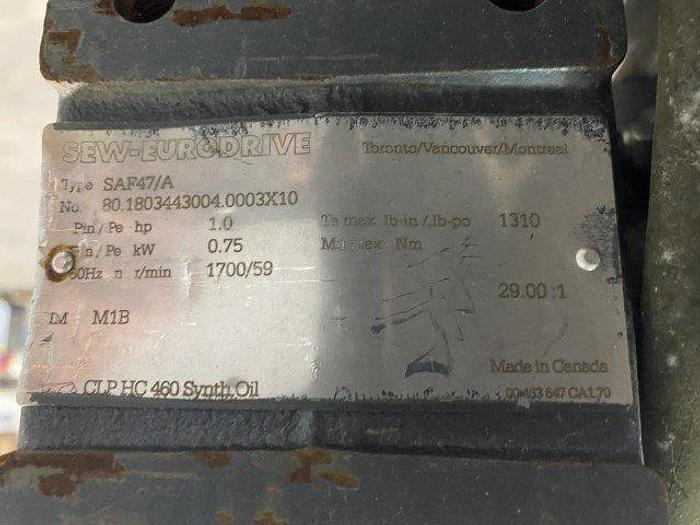 SEW-EURODRIVE Toronto/Vancouver/Montreal
Type SAF47/A
No. 80.1803443004.0003X10
Pin/Pe hp 1.0 Ta max lb-in/lb-po 1310
Pin/Pe kW 0.75 Ma max Nm
60Hz n r/min 1700/59
29.00 :1
IM M1B
Made in Canada
CLP HC 460 Synth. Oil